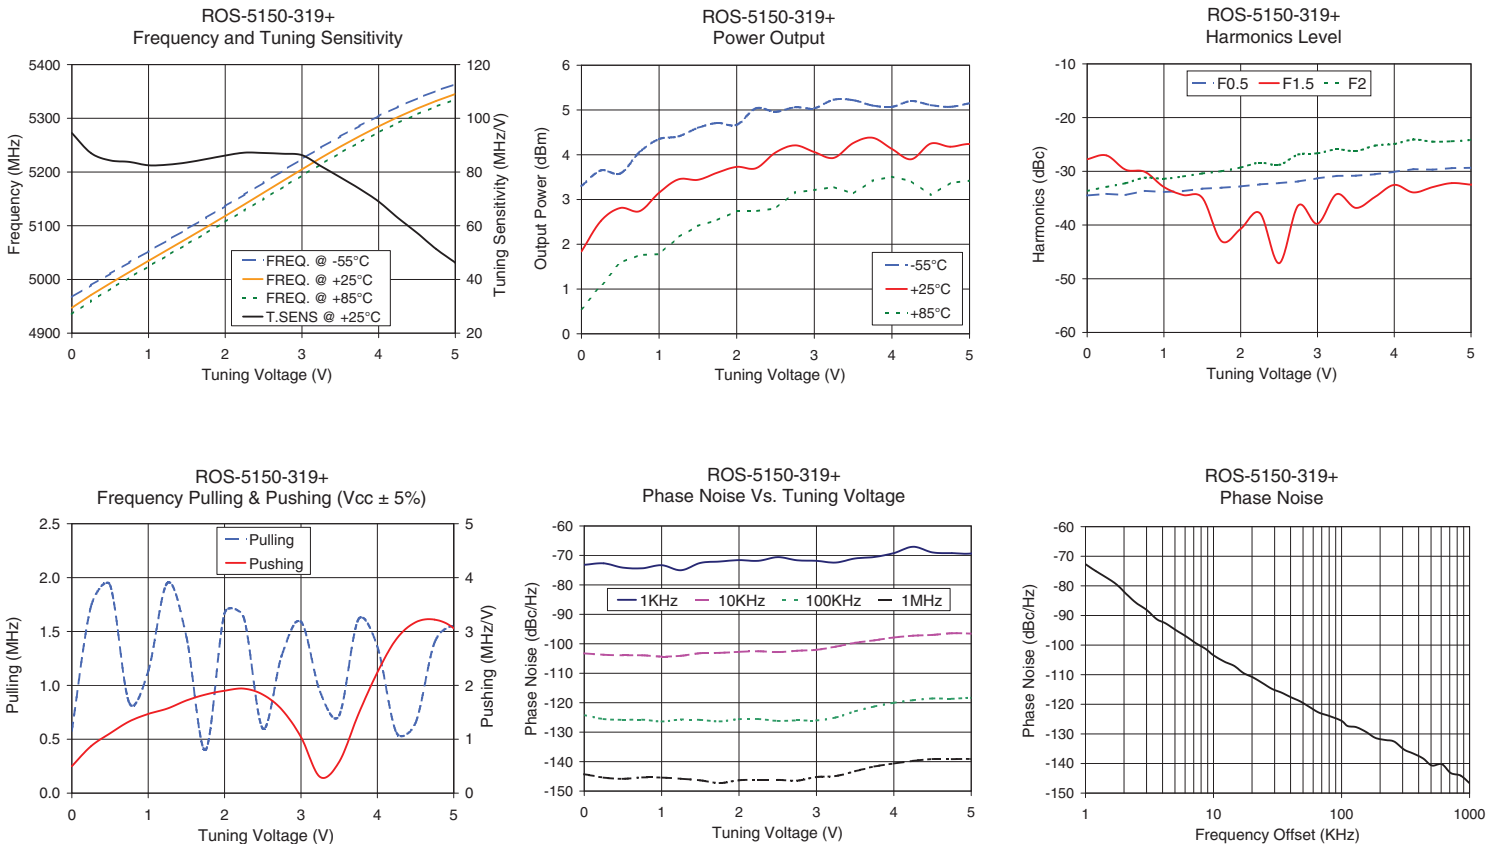 ROS-5150-319+
Frequency and Tuning Sensitivity
5400
5300
5200
5100
5000
4900
120
100
80
60
40
20
Frequency (MHz)
Tuning Sensitivity (MHz/V)
FREQ. @ -55°C
FREQ. @ +25°C
FREQ. @ +85°C
T.SENS @ +25°C
0 1 2 3 4 5
Tuning Voltage (V)
ROS-5150-319+
Power Output
6
5
4
3
2
1
0
Output Power (dBm)
-55°C
+25°C
+85°C
0 1 2 3 4 5
Tuning Voltage (V)
ROS-5150-319+
Harmonics Level
-10
-20
-30
-40
-50
-60
Harmonics (dBc)
F0.5 F1.5 F2
0 1 2 3 4 5
Tuning Voltage (V)
ROS-5150-319+
Frequency Pulling & Pushing (Vcc ± 5%)
2.5
2.0
1.5
1.0
0.5
0.0
5
4
3
2
1
0
Pulling (MHz)
Pushing (MHz/V)
Pulling
Pushing
0 1 2 3 4 5
Tuning Voltage (V)
ROS-5150-319+
Phase Noise Vs. Tuning Voltage
-60
-70
-80
-90
-100
-110
-120
-130
-140
-150
Phase Noise (dBc/Hz)
1KHz 10KHz 100KHz 1MHz
0 1 2 3 4 5
Tuning Voltage (V)
ROS-5150-319+
Phase Noise
-60
-70
-80
-90
-100
-110
-120
-130
-140
-150
Phase Noise (dBc/Hz)
1 10 100 1000
Frequency Offset (KHz)